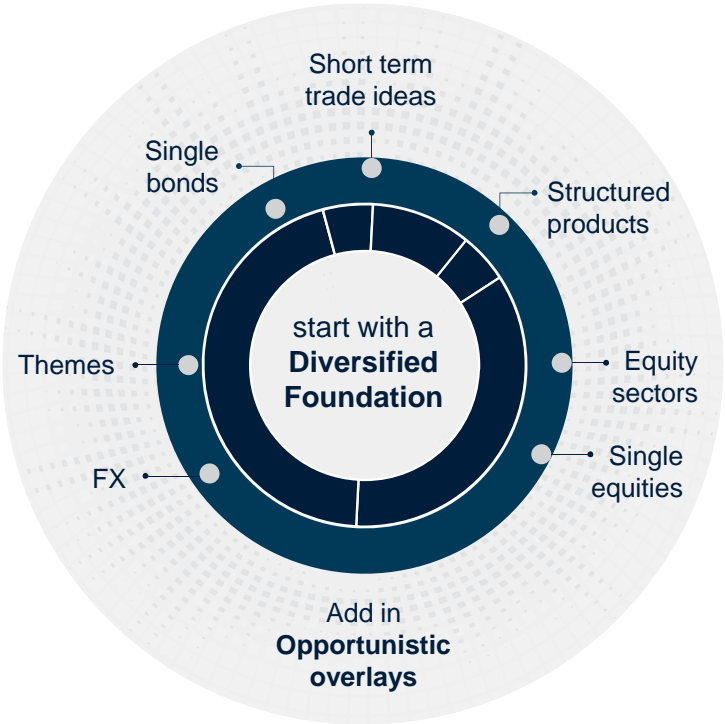 Short term
trade ideas
Single
bonds
Structured
products
start with a
Diversified
Foundation
Themes
Equity
sectors
FX
Single
equities
Add in
Opportunistic
overlays